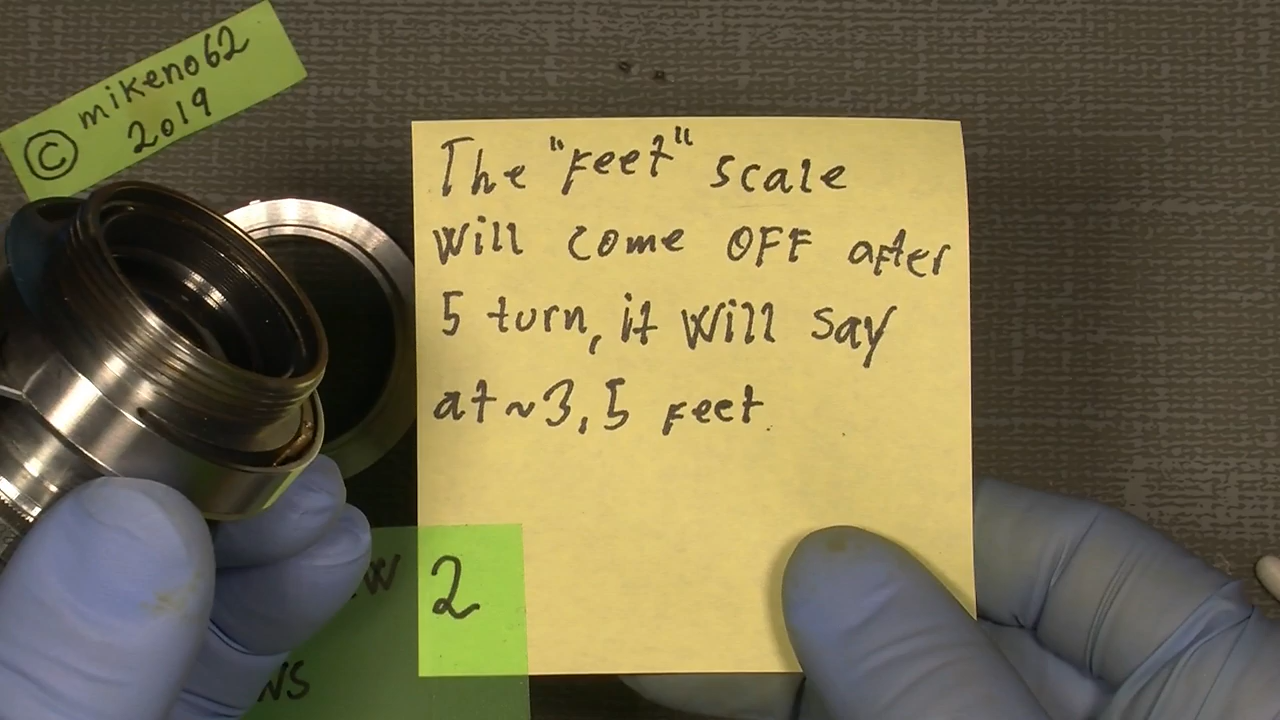 © mikeno62
2019
The "Feet" scale
will come OFF after
5 turn, it will say
at ~3,5 Feet.
2